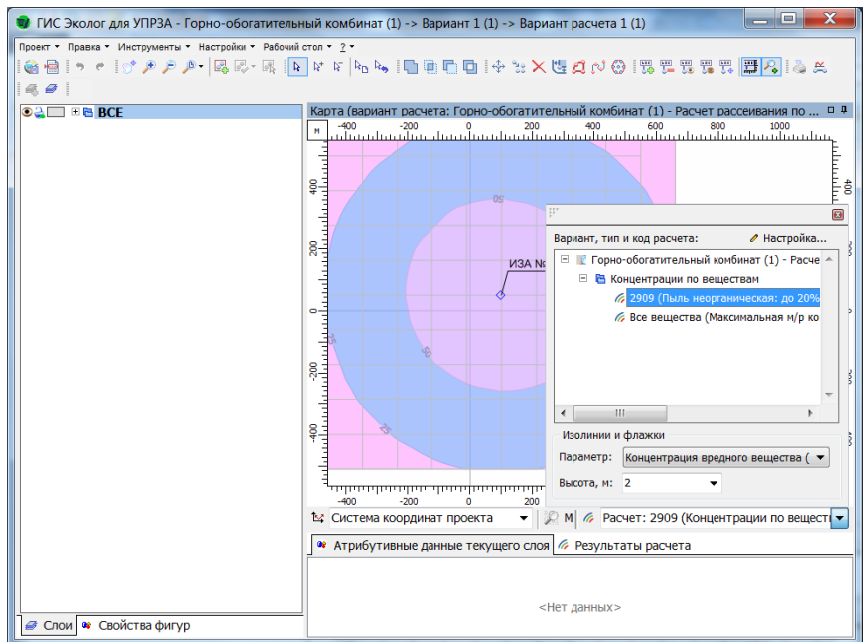 ГИС Эколог для УПРЗА - Горно-обогатительный комбинат (1) -> Вариант 1 (1) -> Вариант расчета 1 (1)
Проект Правка Инструменты Настройки Рабочий стол ?
ВСЕ
Карта (вариант расчета: Горно-обогатительный комбинат (1) - Расчет рассеивания по ...
м -400 -200 0 200 400 600 800 1000
400
200
0
-200
-400
400
50
ИЗА №
50
25
25
Вариант, тип и код расчета: Настройка...
Горно-обогатительный комбинат (1) - Расче
Концентрации по веществам
2909 (Пыль неорганическая: до 20%
Все вещества (Максимальная м/р ко
Изолинии и флажки
Параметр: Концентрация вредного вещества (
Высота, м: 2
-400 -200 0 200
Система координат проекта М Расчет: 2909 (Концентрации по вещест
Атрибутивные данные текущего слоя Результаты расчета
<Нет данных>
Слои Свойства фигур